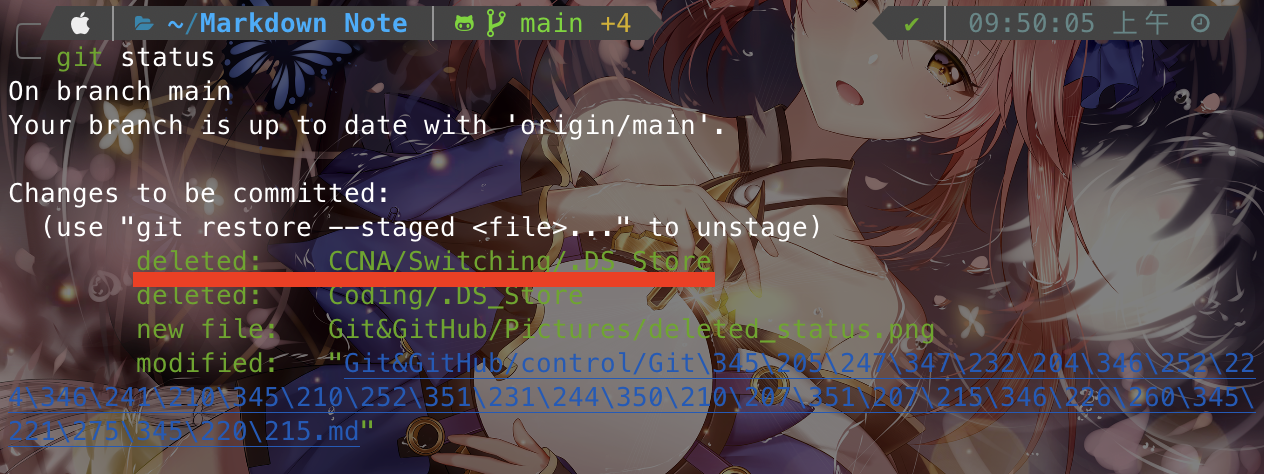 ~/Markdown Note main +4 ✔ 09:50:05 上午
git status
On branch main
Your branch is up to date with 'origin/main'.
Changes to be committed:
(use "git restore --staged <file>..." to unstage)
deleted: CCNA/Switching/.DS_Store
deleted: Coding/.DS_Store
new file: Git&GitHub/Pictures/deleted_status.png
modified: "Git&GitHub/control/Git\345\205\247\347\232\204\346\252\22
4\346\241\210\345\210\252\351\231\244\350\210\207\351\207\215\346\226\260\345\
221\275\345\220\215.md"